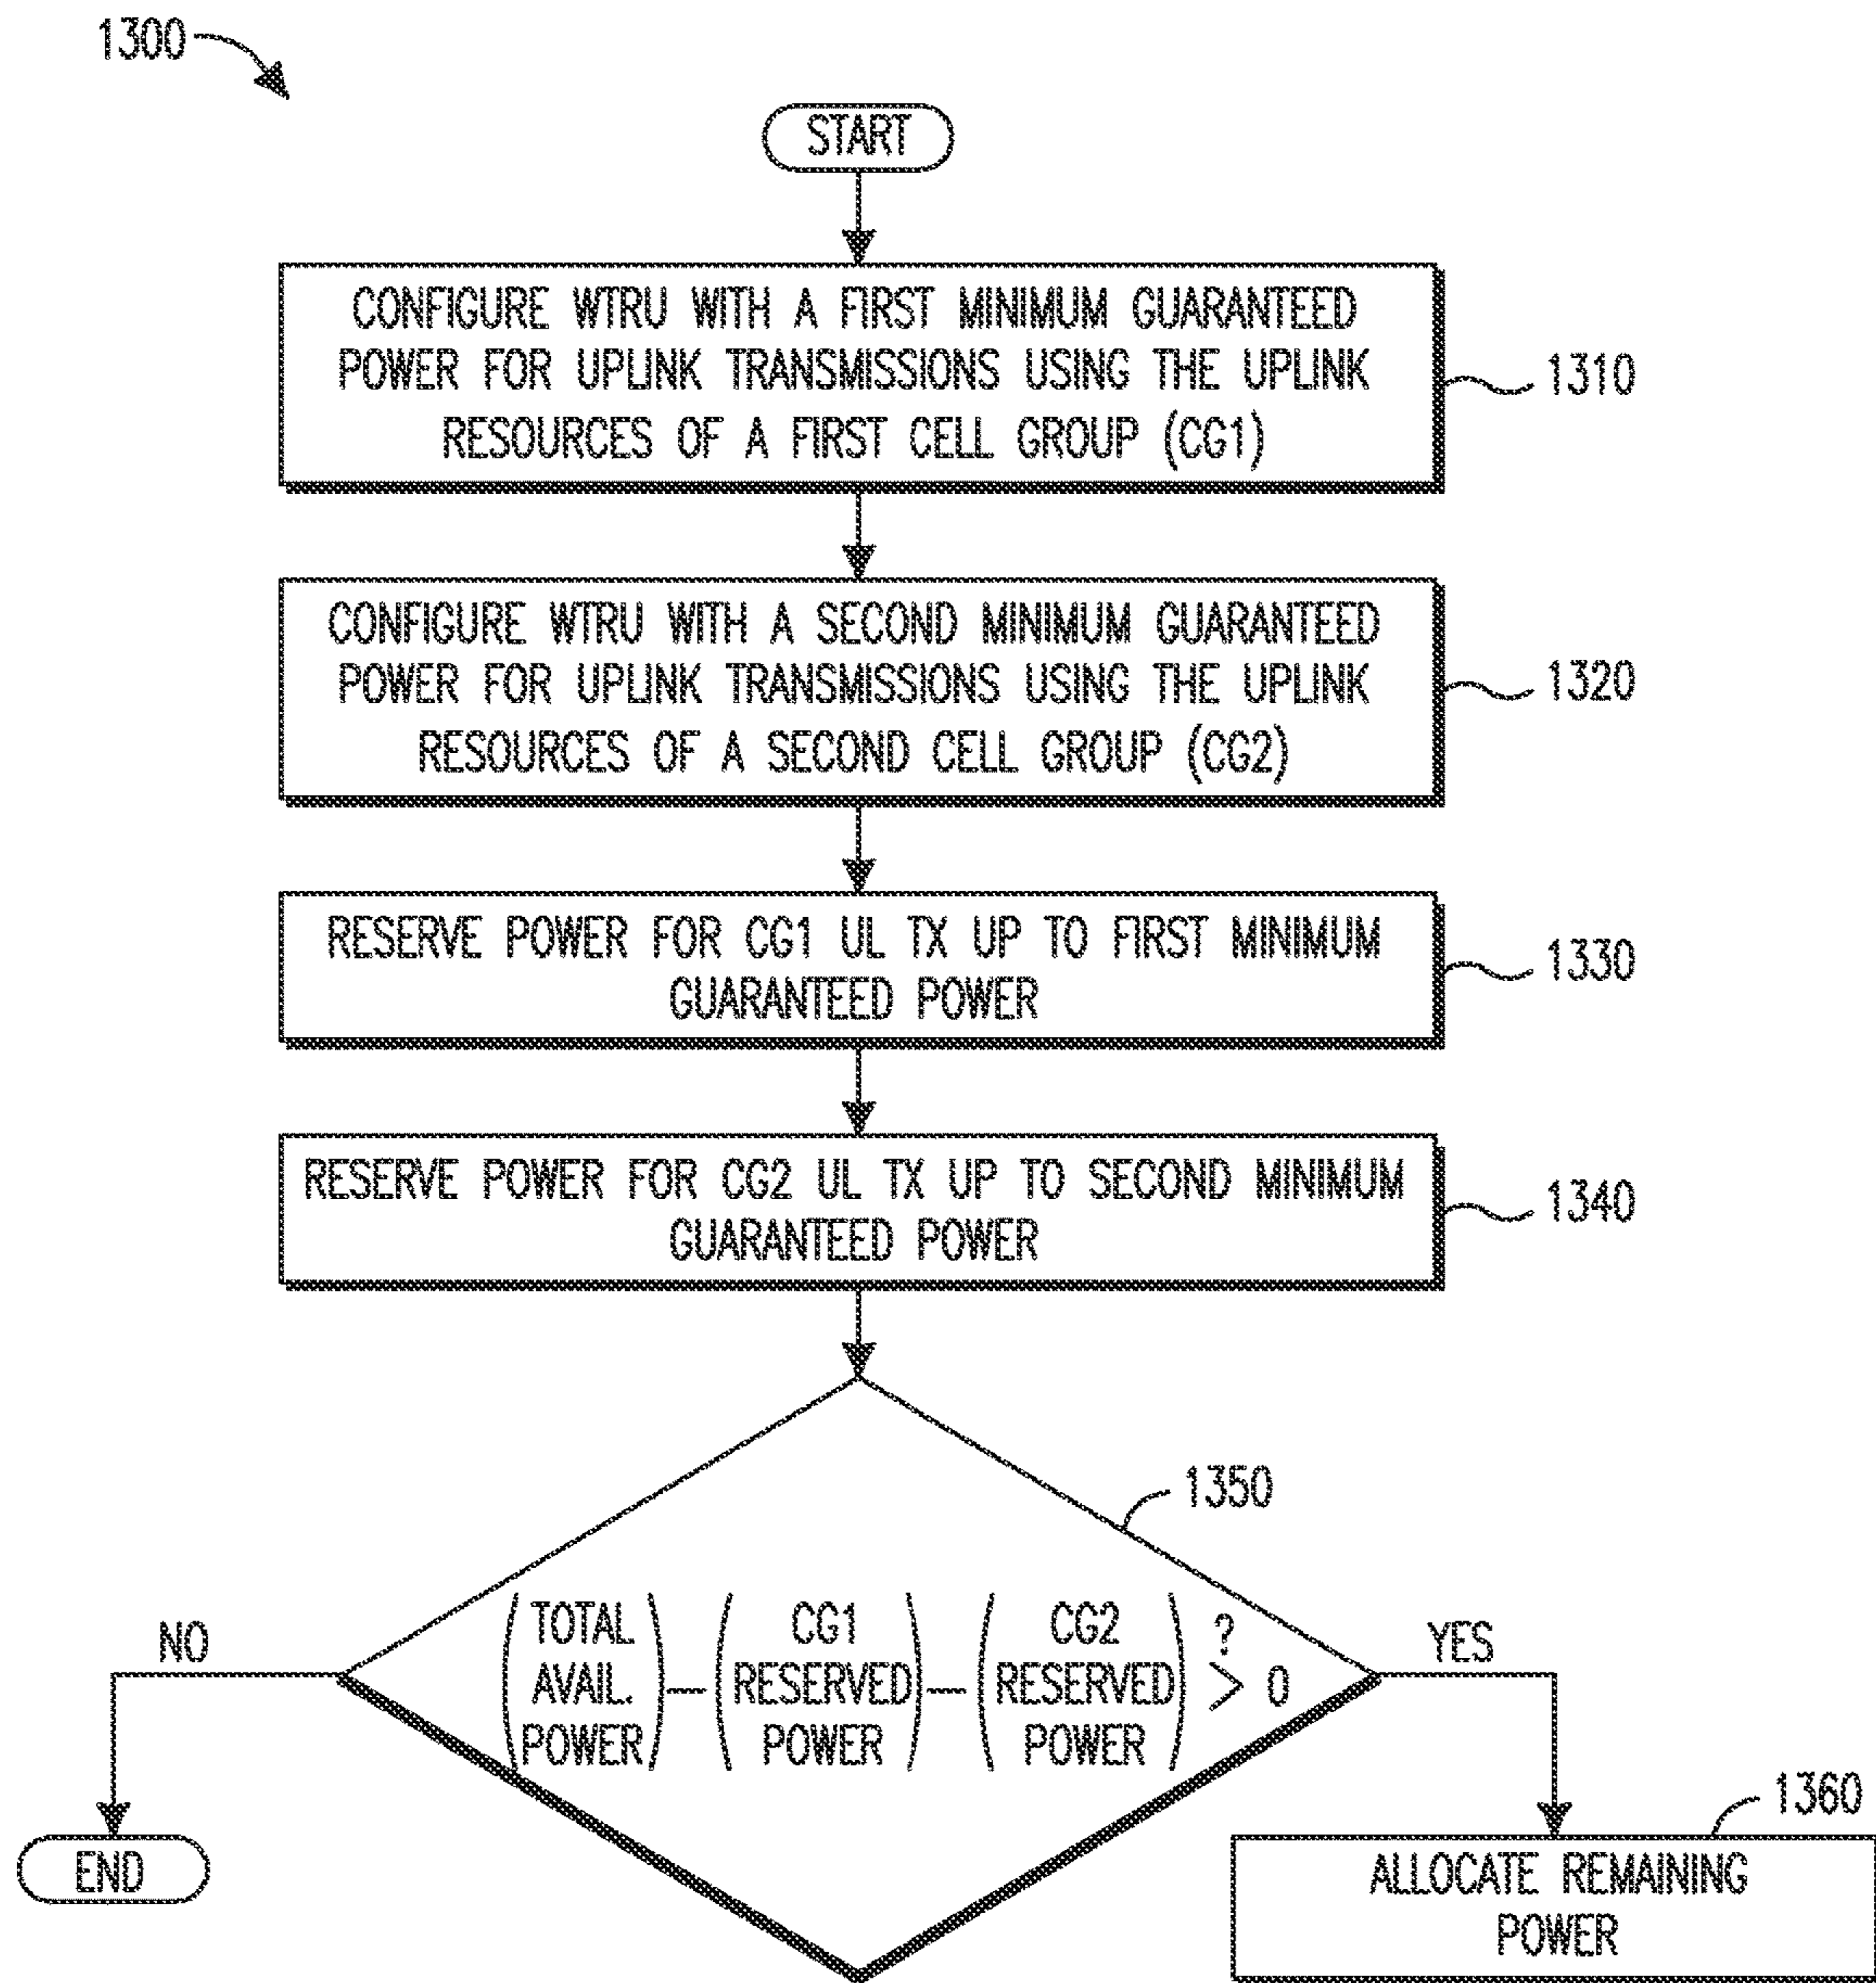 1300
START
CONFIGURE WTRU WITH A FIRST MINIMUM GUARANTEED
POWER FOR UPLINK TRANSMISSIONS USING THE UPLINK
RESOURCES OF A FIRST CELL GROUP (CG1)
1310
CONFIGURE WTRU WITH A SECOND MINIMUM GUARANTEED
POWER FOR UPLINK TRANSMISSIONS USING THE UPLINK
RESOURCES OF A SECOND CELL GROUP (CG2)
1320
RESERVE POWER FOR CG1 UL TX UP TO FIRST MINIMUM
GUARANTEED POWER
1330
RESERVE POWER FOR CG2 UL TX UP TO SECOND MINIMUM
GUARANTEED POWER
1340
1350
NO
(TOTAL
AVAIL.
POWER)
–
(CG1
RESERVED
POWER)
–
(CG2
RESERVED
POWER)
?
> 0
YES
END
1360
ALLOCATE REMAINING
POWER